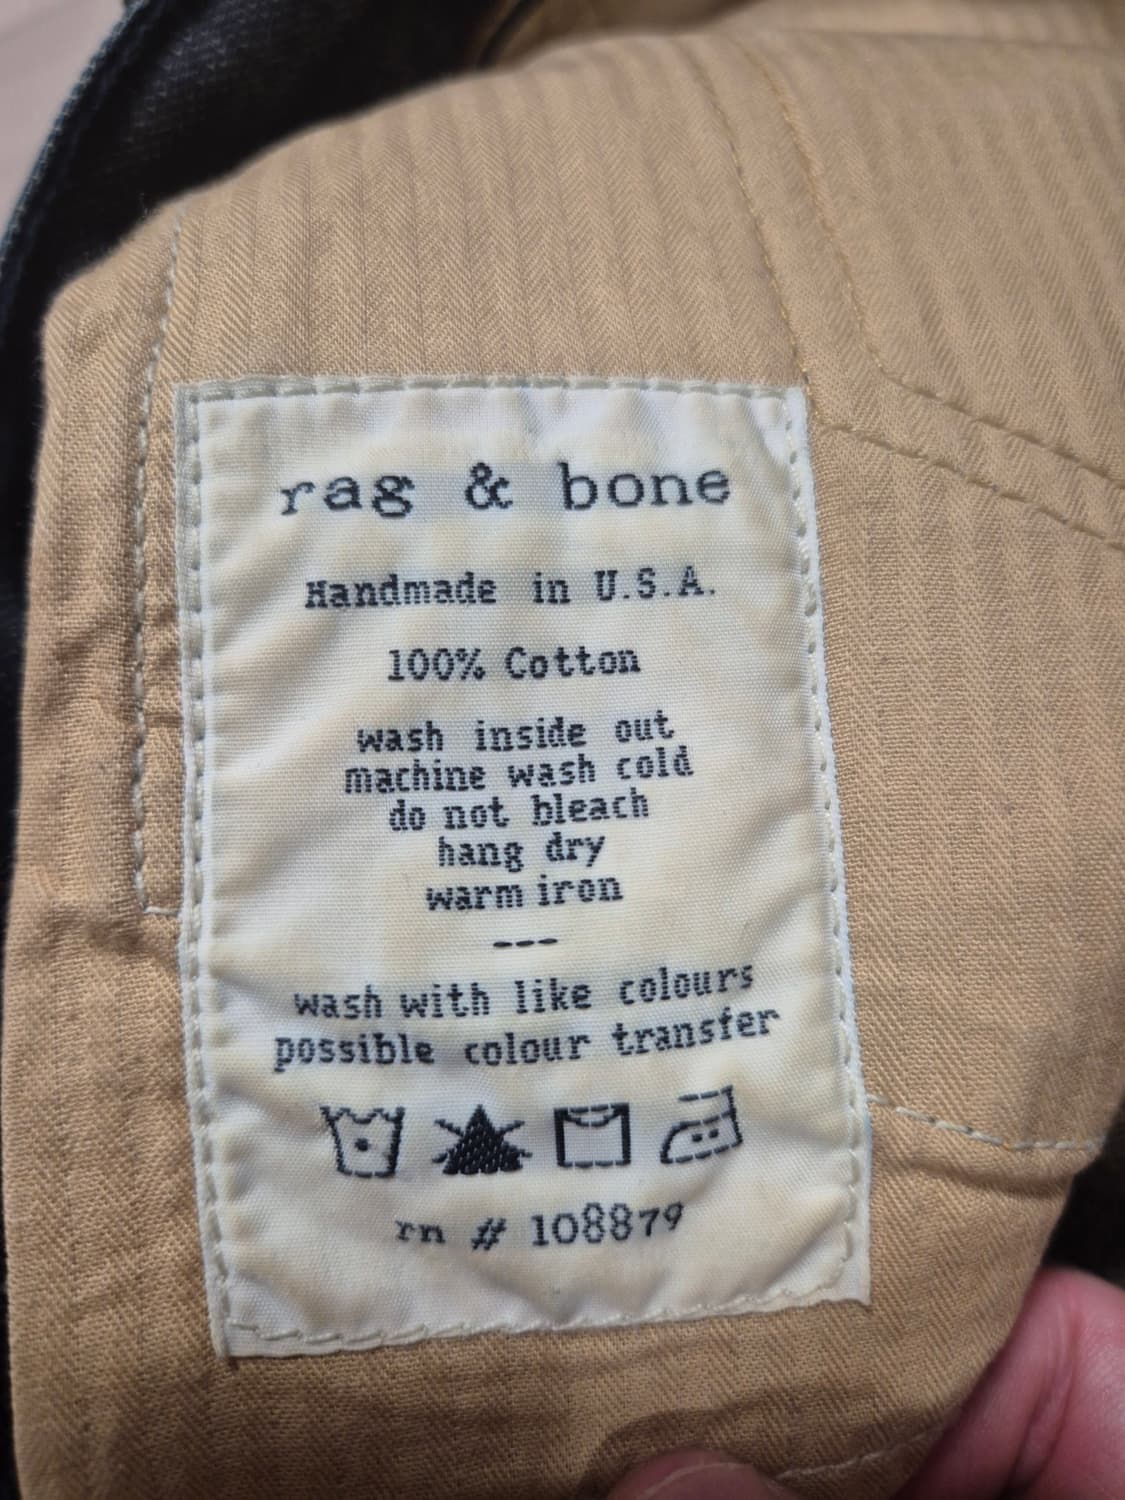 rag & bone
Handmade in U.S.A.
100% Cotton
wash inside out
machine wash cold
do not bleach
hang dry
warm iron
---
wash with like colours
possible colour transfer
rn # 108879